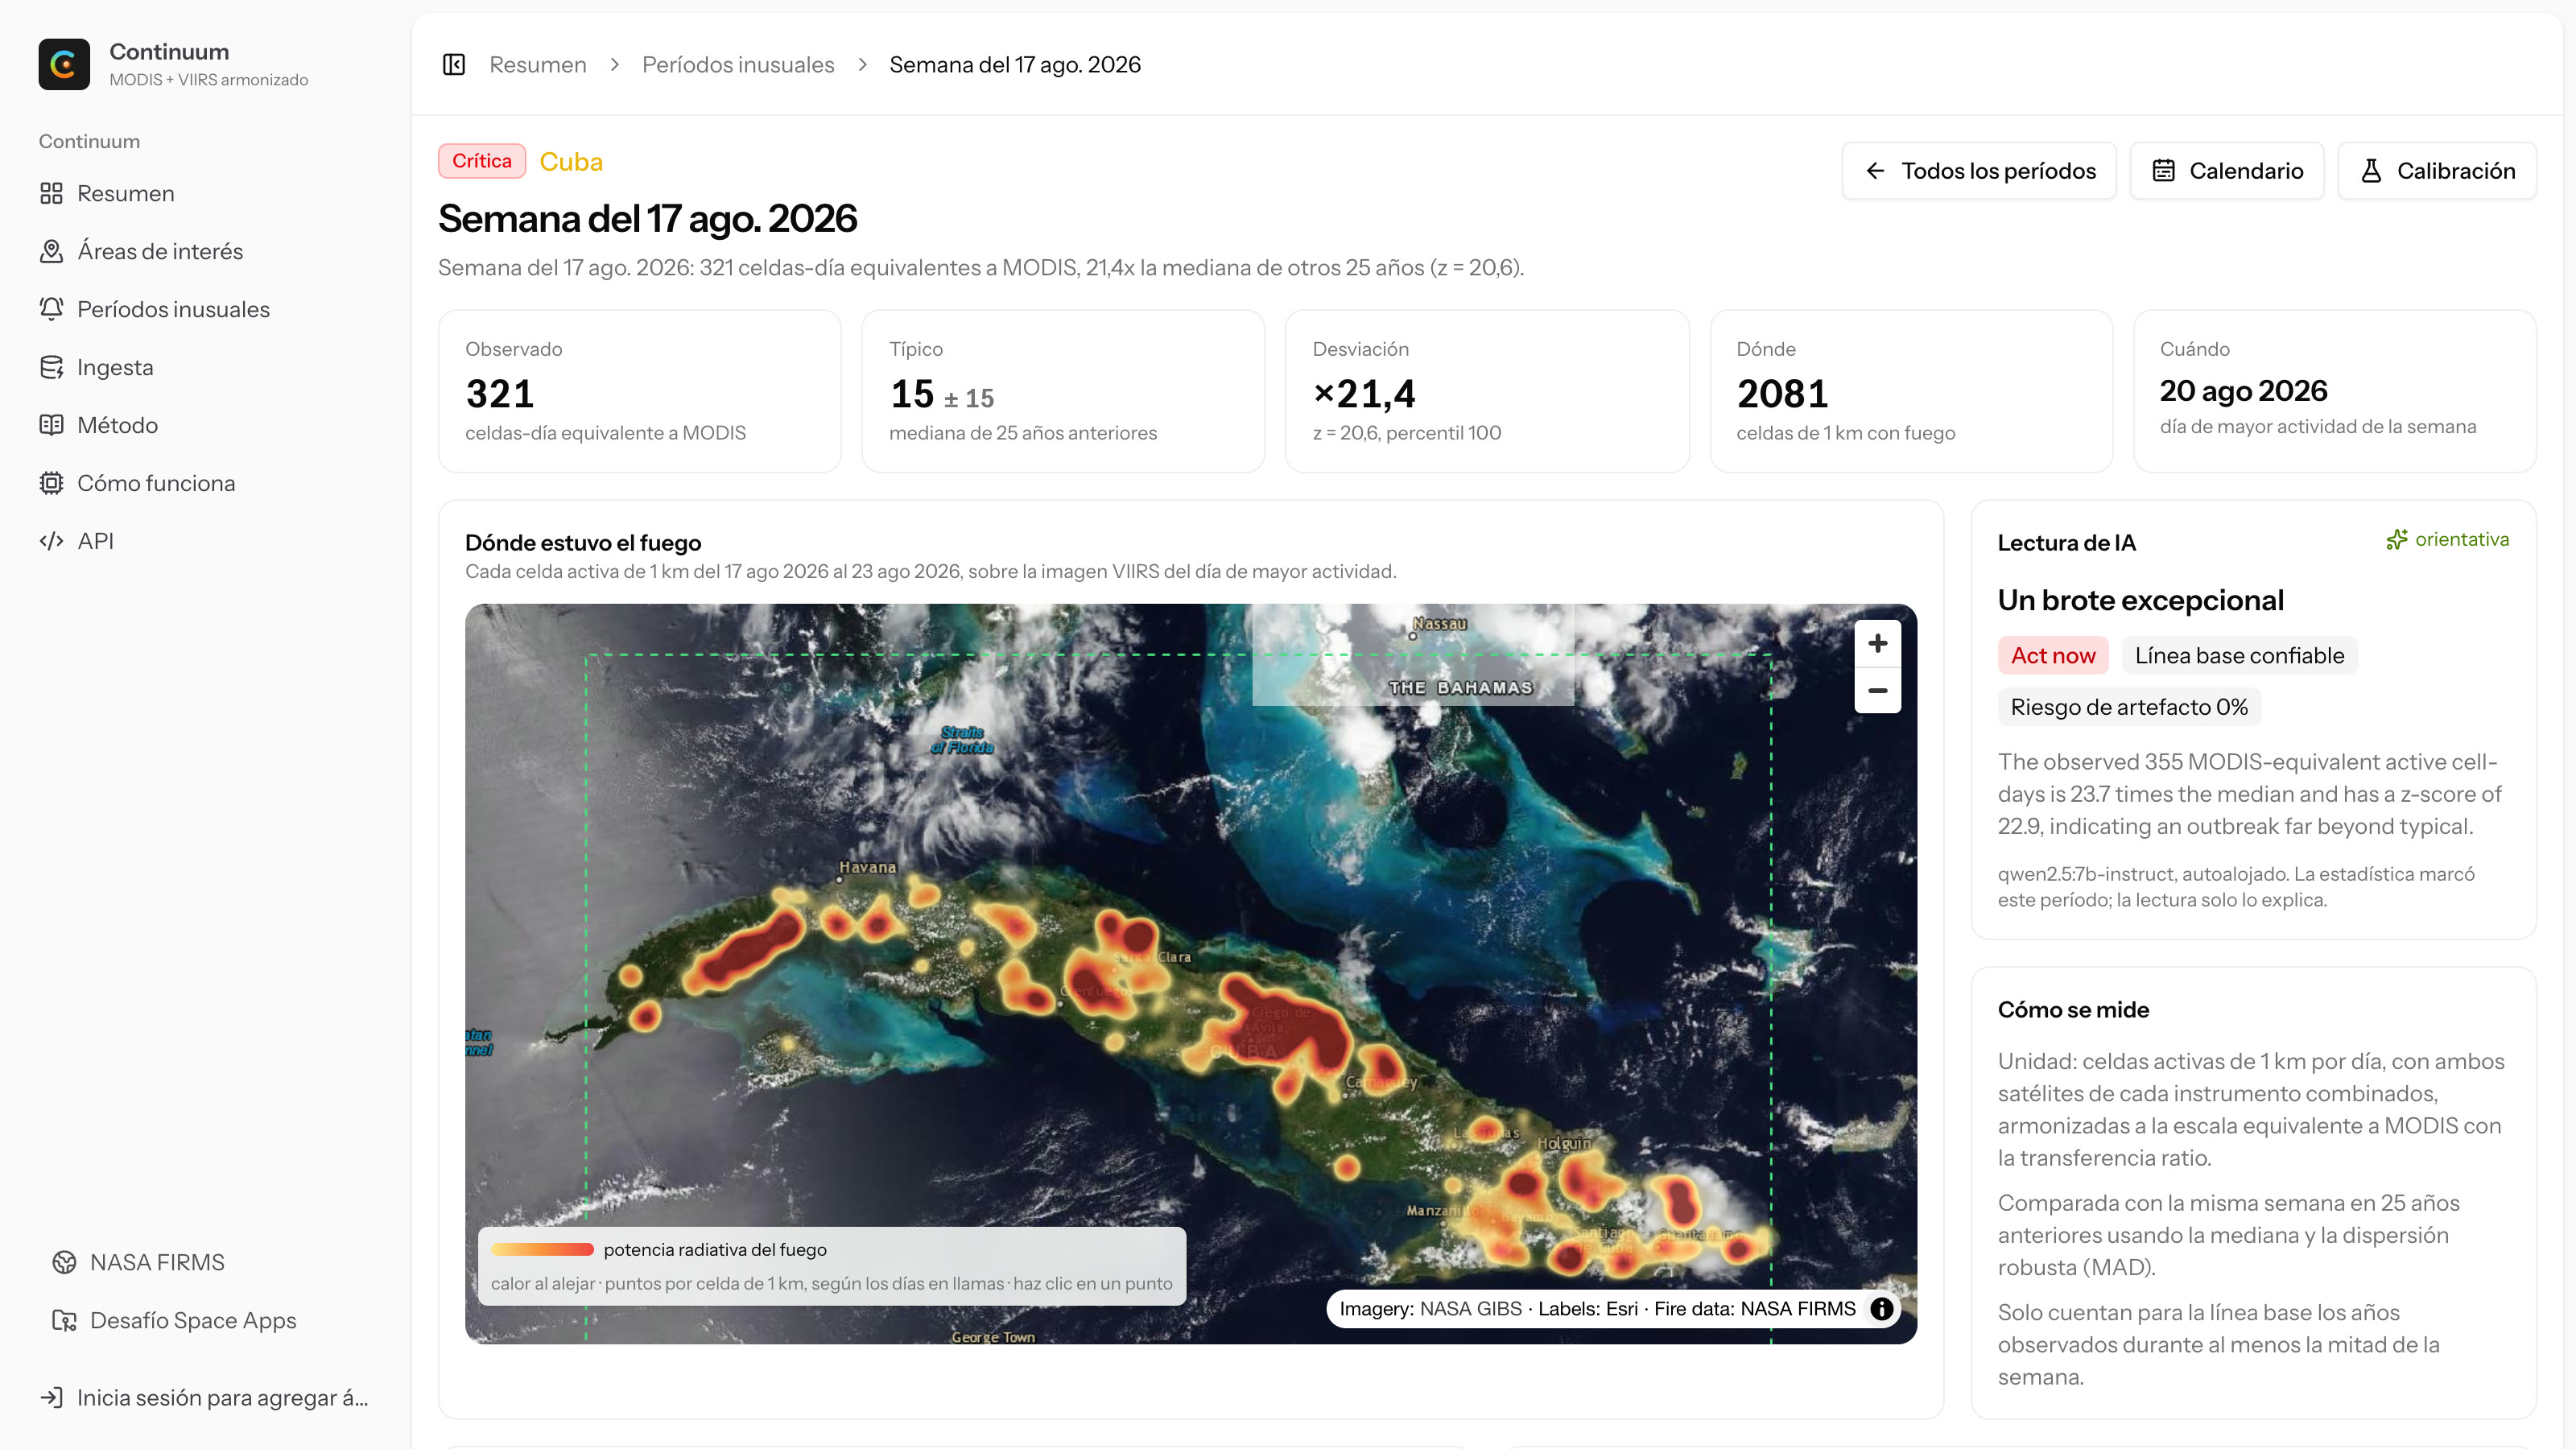 Continuum
MODIS + VIIRS armonizado
Continuum
Resumen
Áreas de interés
Períodos inusuales
Ingesta
Método
Cómo funciona
API
NASA FIRMS
Desafío Space Apps
Inicia sesión para agregar á...
Resumen > Períodos inusuales > Semana del 17 ago. 2026
Crítica Cuba
Todos los períodos
Calendario
Calibración
Semana del 17 ago. 2026
Semana del 17 ago. 2026: 321 celdas-día equivalentes a MODIS, 21,4x la mediana de otros 25 años (z = 20,6).
Observado
321
celdas-día equivalente a MODIS
Típico
15 ± 15
mediana de 25 años anteriores
Desviación
×21,4
z = 20,6, percentil 100
Dónde
2081
celdas de 1 km con fuego
Cuándo
20 ago 2026
día de mayor actividad de la semana
Dónde estuvo el fuego
Cada celda activa de 1 km del 17 ago 2026 al 23 ago 2026, sobre la imagen VIIRS del día de mayor actividad.
Nassau
THE BAHAMAS
Straits
of Florida
Havana
Clara
Ciego de
Ávila
CUBA
Camagüey
Holguín
Manzanillo
Santiago
de Cuba
Guantanamo
George Town
potencia radiativa del fuego
calor al alejar · puntos por celda de 1 km, según los días en llamas · haz clic en un punto
Imagery: NASA GIBS · Labels: Esri · Fire data: NASA FIRMS
Lectura de IA
orientativa
Un brote excepcional
Act now
Línea base confiable
Riesgo de artefacto 0%
The observed 355 MODIS-equivalent active cell-
days is 23.7 times the median and has a z-score of
22.9, indicating an outbreak far beyond typical.
qwen2.5:7b-instruct, autoalojado. La estadística marcó
este período; la lectura solo lo explica.
Cómo se mide
Unidad: celdas activas de 1 km por día, con ambos
satélites de cada instrumento combinados,
armonizadas a la escala equivalente a MODIS con
la transferencia ratio.
Comparada con la misma semana en 25 años
anteriores usando la mediana y la dispersión
robusta (MAD).
Solo cuentan para la línea base los años
observados durante al menos la mitad de la
semana.